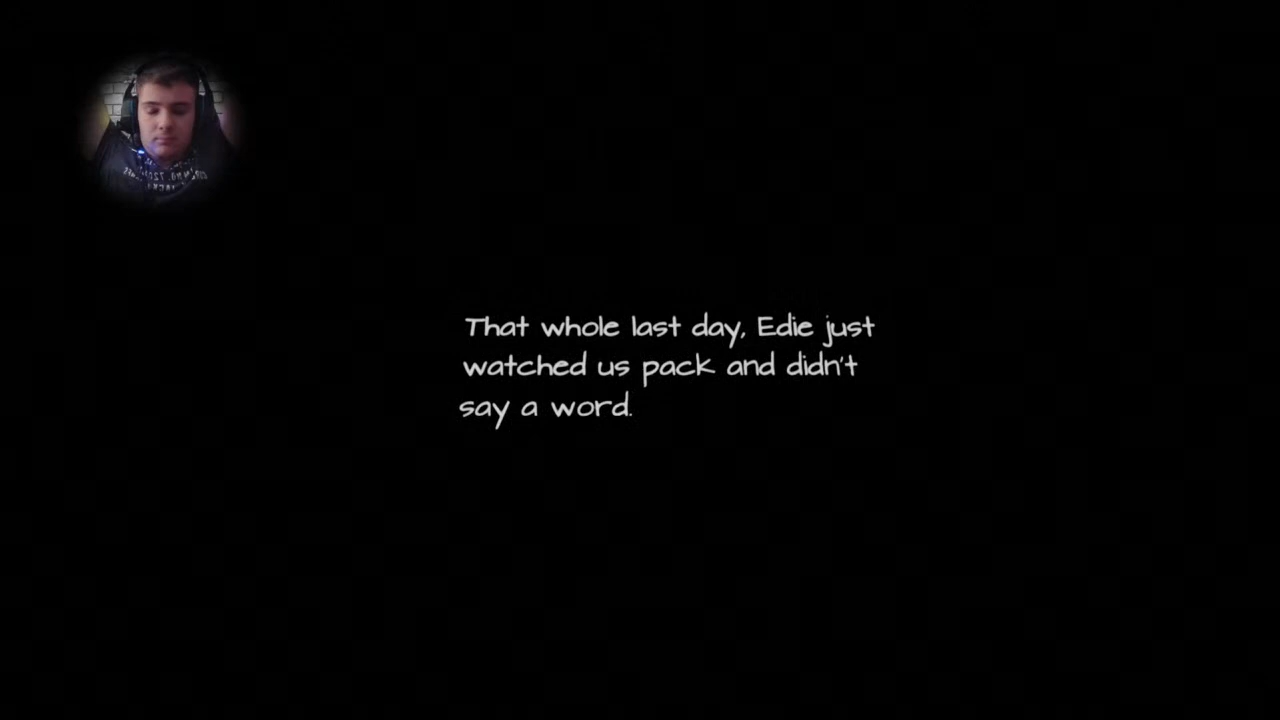 That whole last day, Edie just
watched us pack and didn't
say a word.